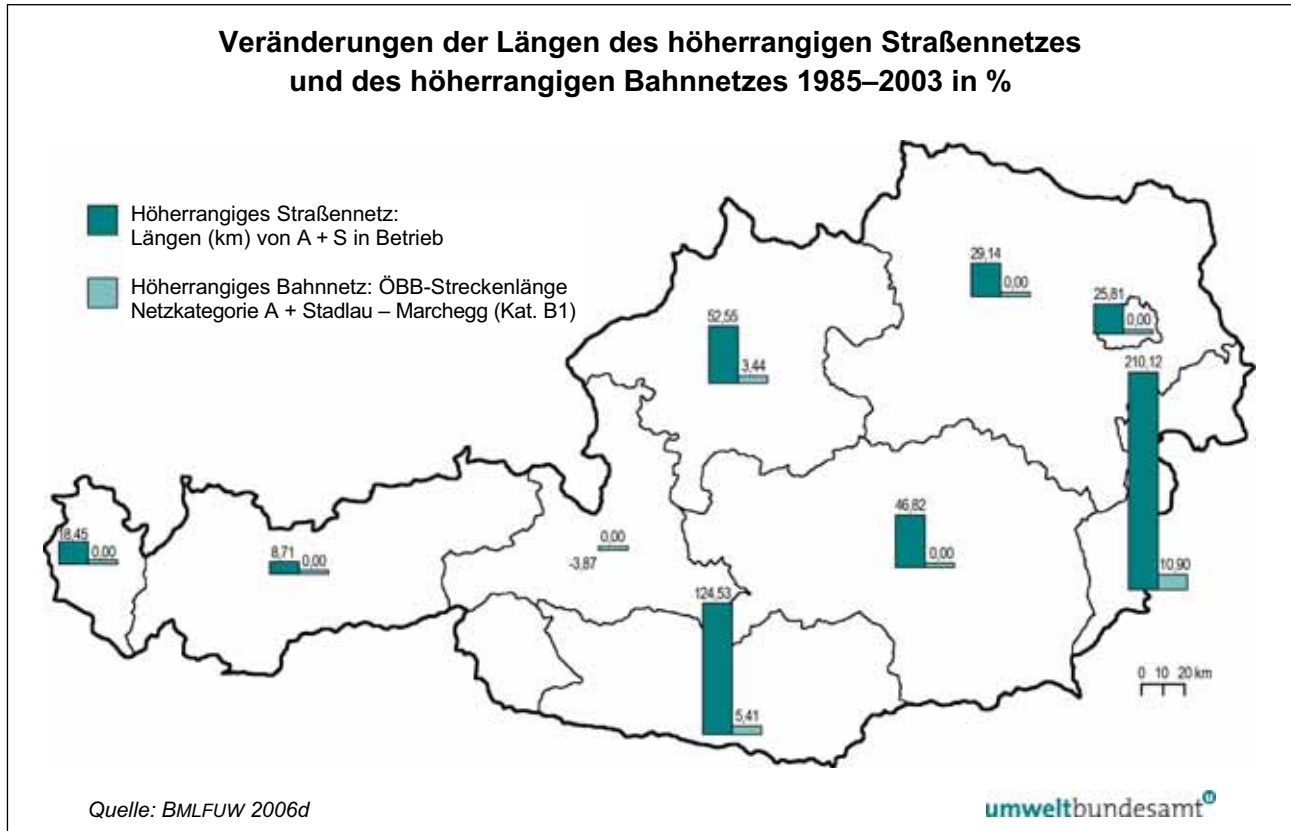 Veränderungen der Längen des höherrangigen Straßennetzes
und des höherrangigen Bahnnetzes 1985–2003 in %
Höherrangiges Straßennetz:
Längen (km) von A + S in Betrieb
Höherrangiges Bahnnetz: ÖBB-Streckenlänge
Netzkategorie A + Stadlau – Marchegg (Kat. B1)
29,14
0,00
25,81
0,00
52,55
3,44
210,12
10,90
18,45
0,00
8,71
0,00
0,00
-3,87
46,82
0,00
124,53
5,41
0 10 20 km
Quelle: BMLFUW 2006d
umweltbundesamt u